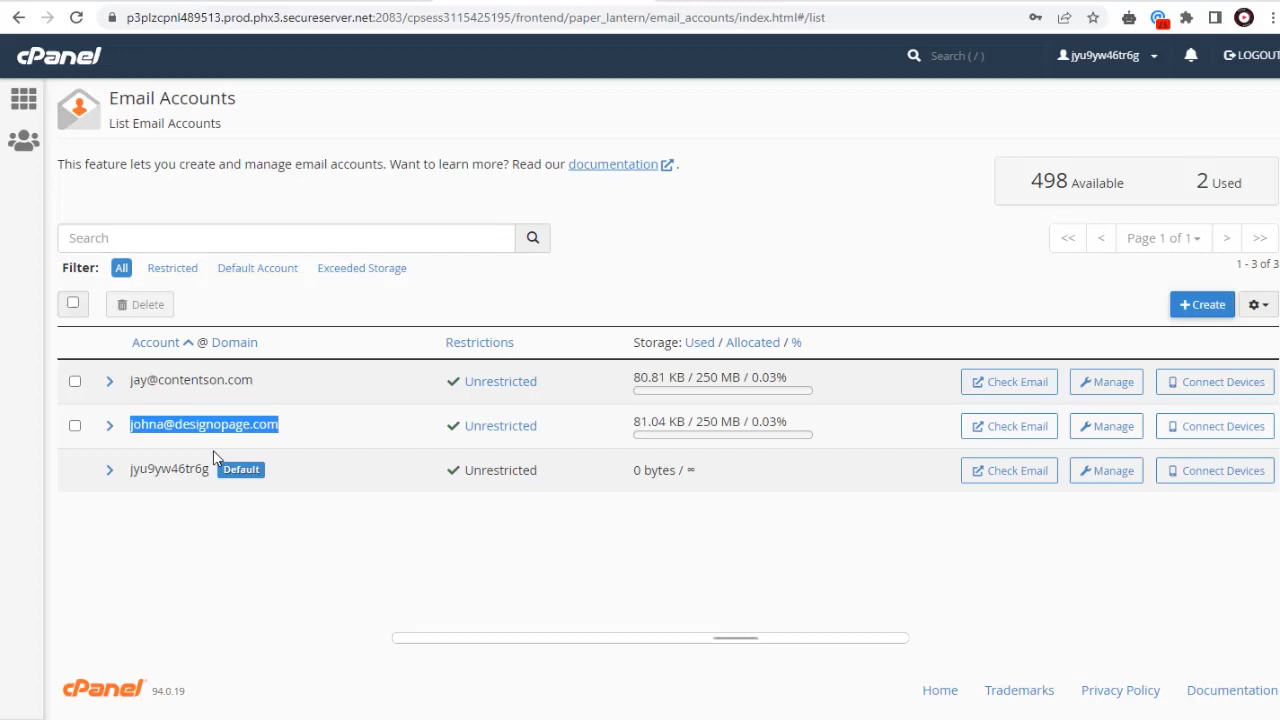 p3plzcpnl489513.prod.phx3.secureserver.net:2083/cpsess3115425195/frontend/paper_lantern/email_accounts/index.html#/list
cPanel
Search ( / )
jyu9yw46tr6g
LOGOUT
Email Accounts
List Email Accounts
This feature lets you create and manage email accounts. Want to learn more? Read our documentation .
498 Available 2 Used
Search
<< < Page 1 of 1 > >>
Filter: All Restricted Default Account Exceeded Storage
1 - 3 of 3
Delete
+ Create
Account @ Domain Restrictions Storage: Used / Allocated / %
jay@contentson.com Unrestricted 80.81 KB / 250 MB / 0.03% Check Email Manage Connect Devices
johna@designopage.com Unrestricted 81.04 KB / 250 MB / 0.03% Check Email Manage Connect Devices
jyu9yw46tr6g Default Unrestricted 0 bytes / ∞ Check Email Manage Connect Devices
cPanel 94.0.19
Home Trademarks Privacy Policy Documentation